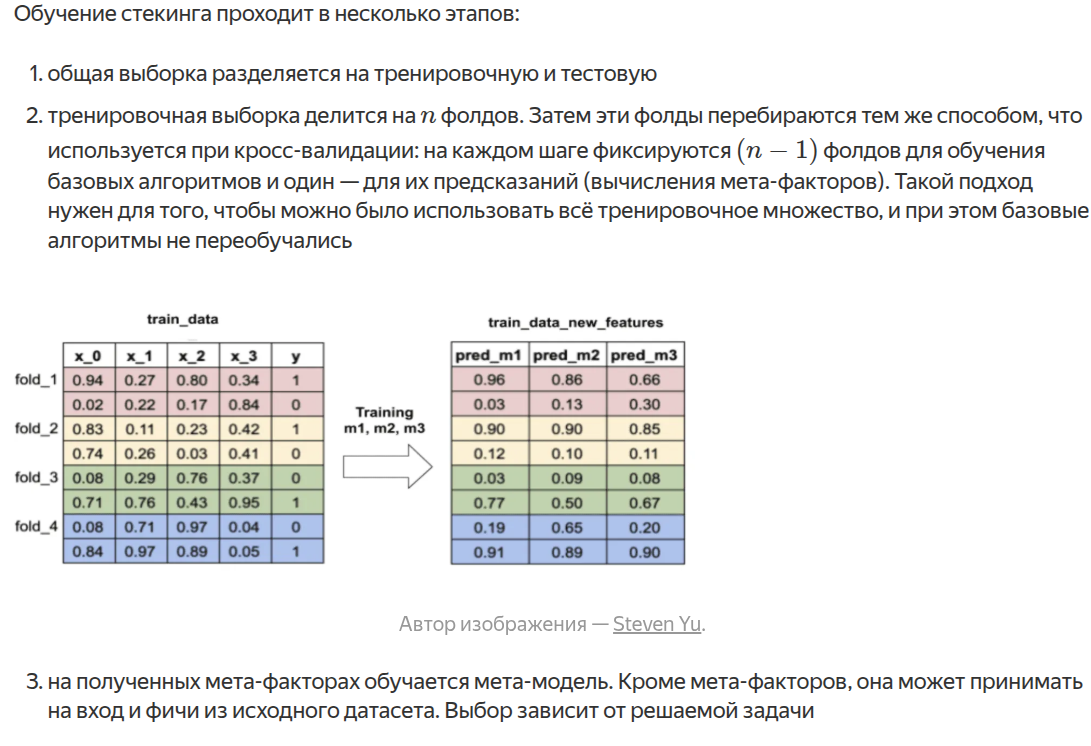 Обучение стекинга проходит в несколько этапов:
1. общая выборка разделяется на тренировочную и тестовую
2. тренировочная выборка делится на n фолдов. Затем эти фолды перебираются тем же способом, что
используется при кросс-валидации: на каждом шаге фиксируются (n − 1) фолдов для обучения
базовых алгоритмов и один — для их предсказаний (вычисления мета-факторов). Такой подход
нужен для того, чтобы можно было использовать всё тренировочное множество, и при этом базовые
алгоритмы не переобучались
train_data
x_0 x_1 x_2 x_3 y
fold_1 0.94 0.27 0.80 0.34 1
0.02 0.22 0.17 0.84 0
fold_2 0.83 0.11 0.23 0.42 1
0.74 0.26 0.03 0.41 0
fold_3 0.08 0.29 0.76 0.37 0
0.71 0.76 0.43 0.95 1
fold_4 0.08 0.71 0.97 0.04 0
0.84 0.97 0.89 0.05 1
Training
m1, m2, m3
train_data_new_features
pred_m1 pred_m2 pred_m3
0.96 0.86 0.66
0.03 0.13 0.30
0.90 0.90 0.85
0.12 0.10 0.11
0.03 0.09 0.08
0.77 0.50 0.67
0.19 0.65 0.20
0.91 0.89 0.90
Автор изображения — Steven Yu.
3. на полученных мета-факторах обучается мета-модель. Кроме мета-факторов, она может принимать
на вход и фичи из исходного датасета. Выбор зависит от решаемой задачи